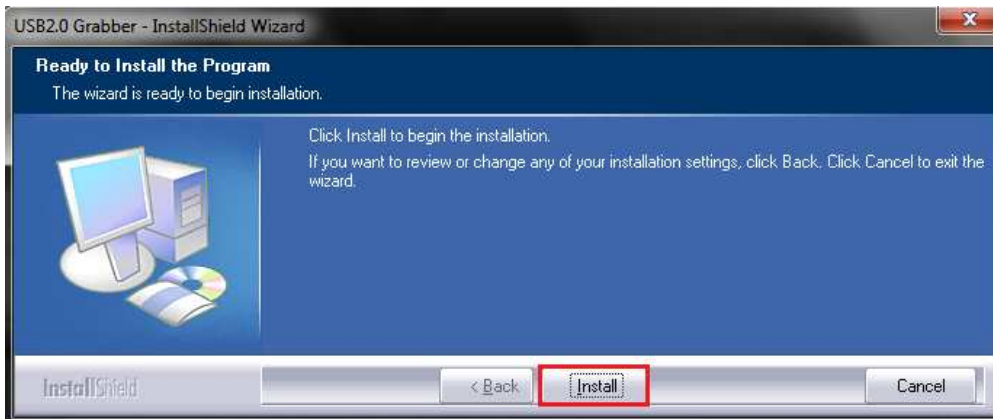 USB2.0 Grabber - InstallShield Wizard
Ready to Install the Program
The wizard is ready to begin installation.
Click Install to begin the installation.
If you want to review or change any of your installation settings, click Back. Click Cancel to exit the
wizard.
InstallShield
< Back
Install
Cancel